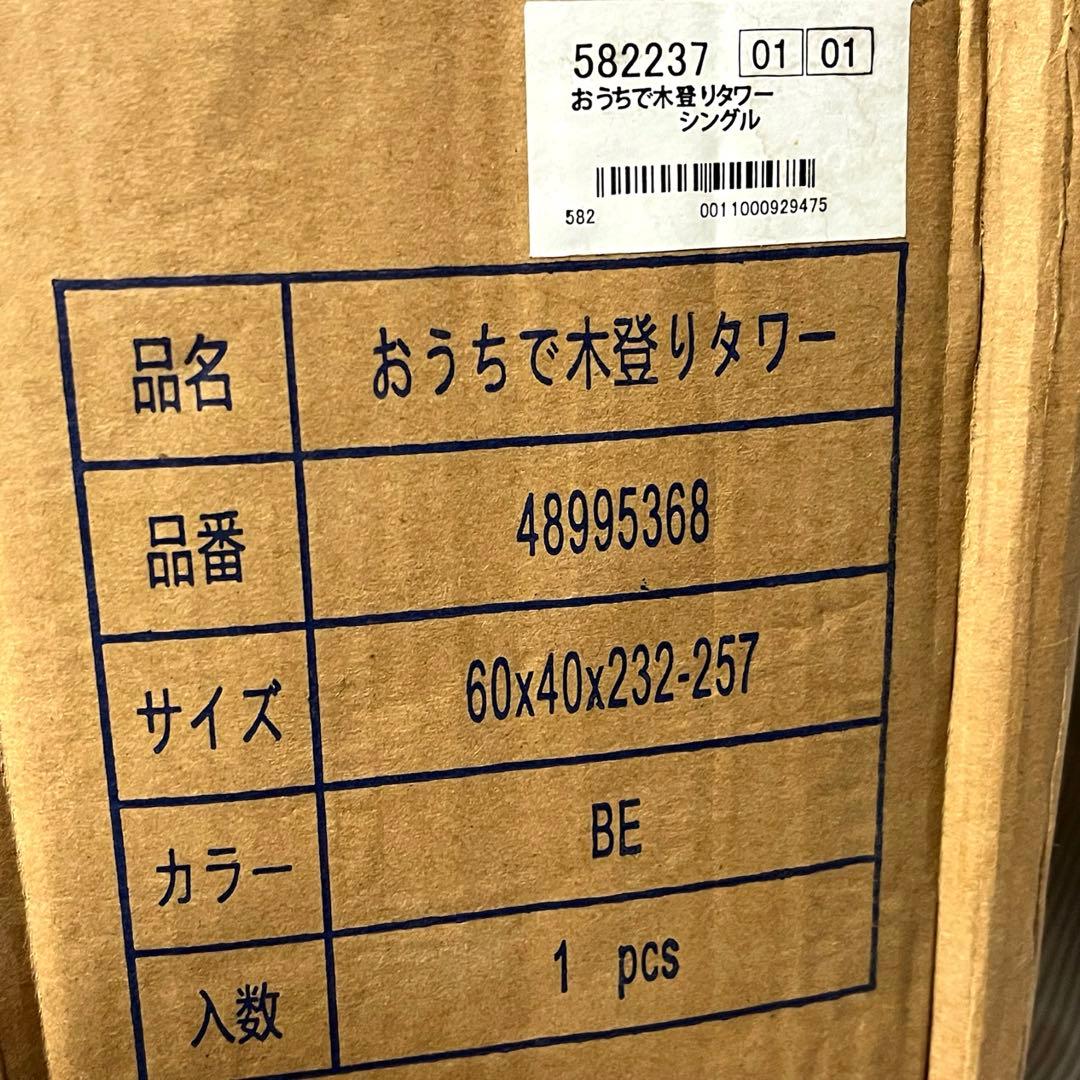 582237 01 01
おうちで木登りタワー
シングル
582 0011000929475
品名 おうちで木登りタワー
品番 48995368
サイズ 60x40x232-257
カラー BE
入数 1 pcs